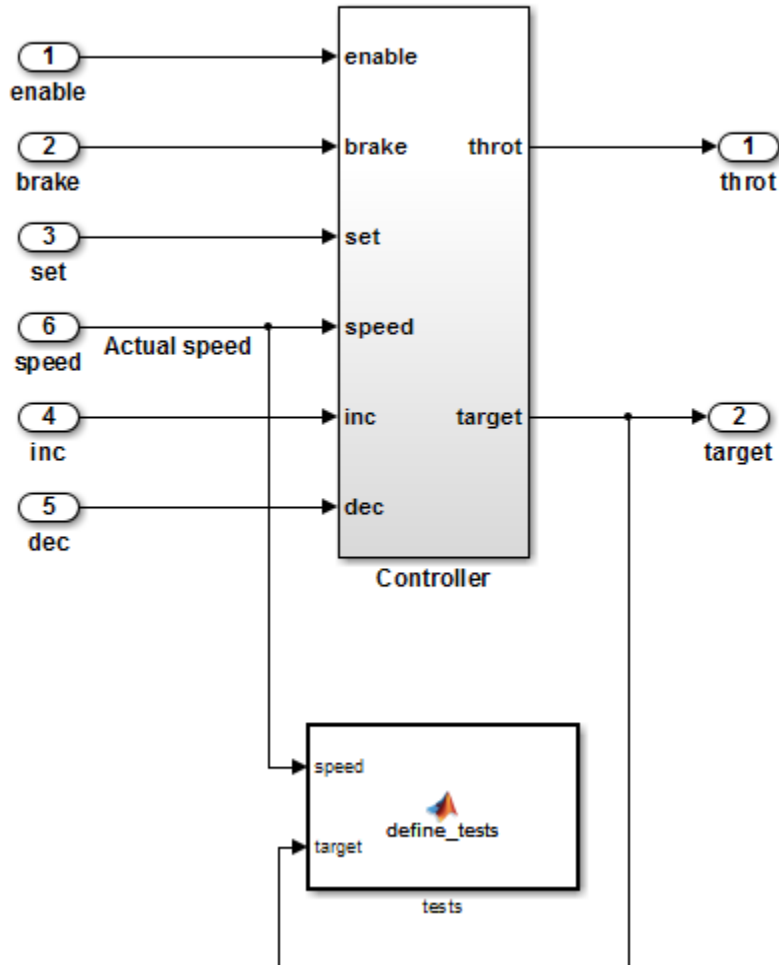 1
enable
enable
2
brake
brake
throt
1
throt
3
set
set
6
speed
Actual speed
speed
4
inc
inc
target
2
target
5
dec
dec
Controller
speed
define_tests
target
tests